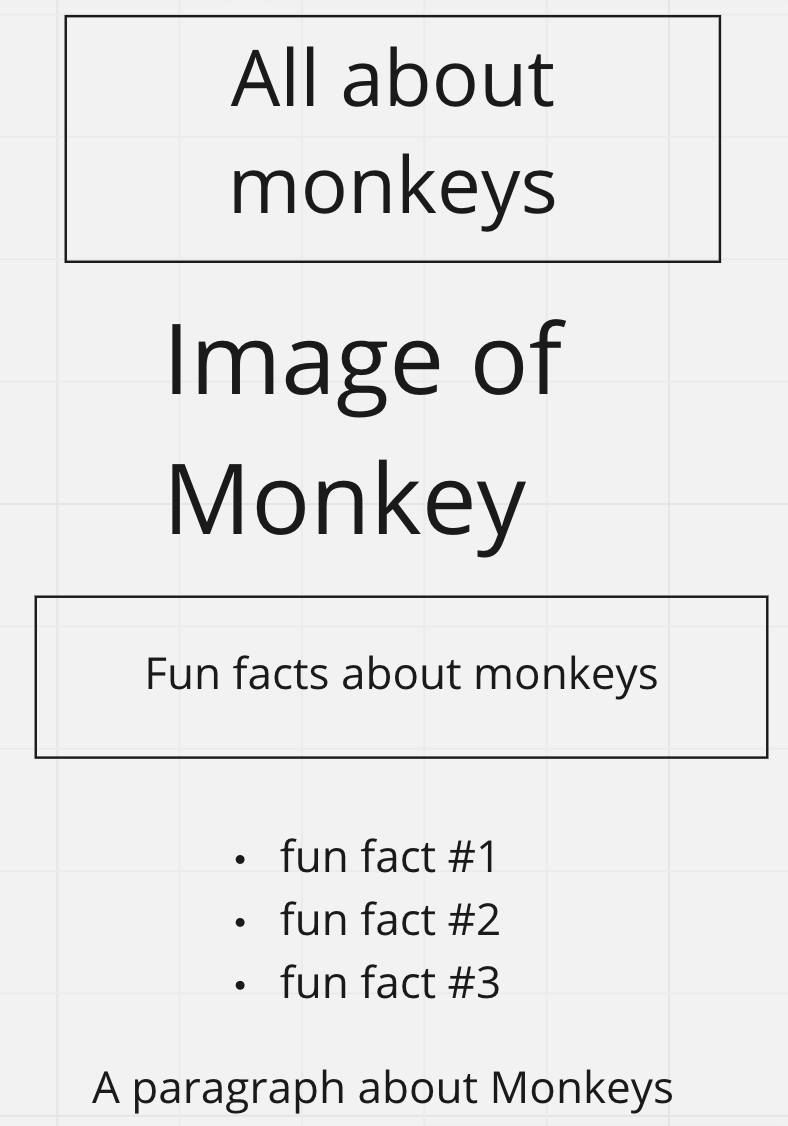 All about
monkeys
Image of
Monkey
Fun facts about monkeys
• fun fact #1
• fun fact #2
• fun fact #3
A paragraph about Monkeys